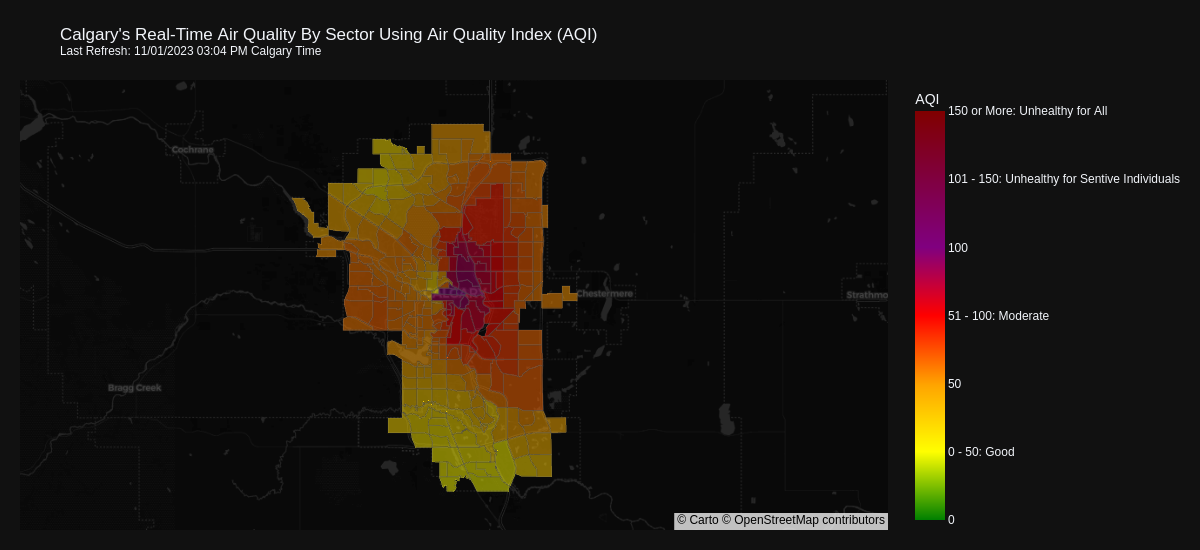 Calgary's Real-Time Air Quality By Sector Using Air Quality Index (AQI)
Last Refresh: 11/01/2023 03:04 PM Calgary Time
AQI
150 or More: Unhealthy for All
101 - 150: Unhealthy for Sentive Individuals
100
51 - 100: Moderate
50
0 - 50: Good
0
Cochrane
CALGARY
Chestermere
Strathmo
Bragg Creek
© Carto © OpenStreetMap contributors